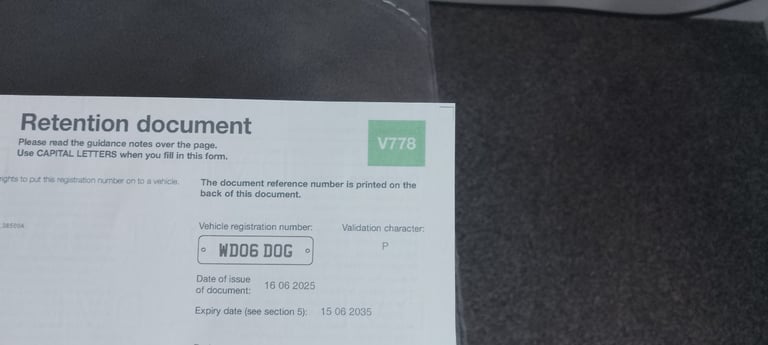 Retention document
V778
Please read the guidance notes over the page.
Use CAPITAL LETTERS when you fill in this form.
rights to put this registration number on to a vehicle.
The document reference number is printed on the
back of this document.
385004
Vehicle registration number:
Validation character:
WD06 DOG
P
Date of issue
of document:
16 06 2025
Expiry date (see section 5):
15 06 2035